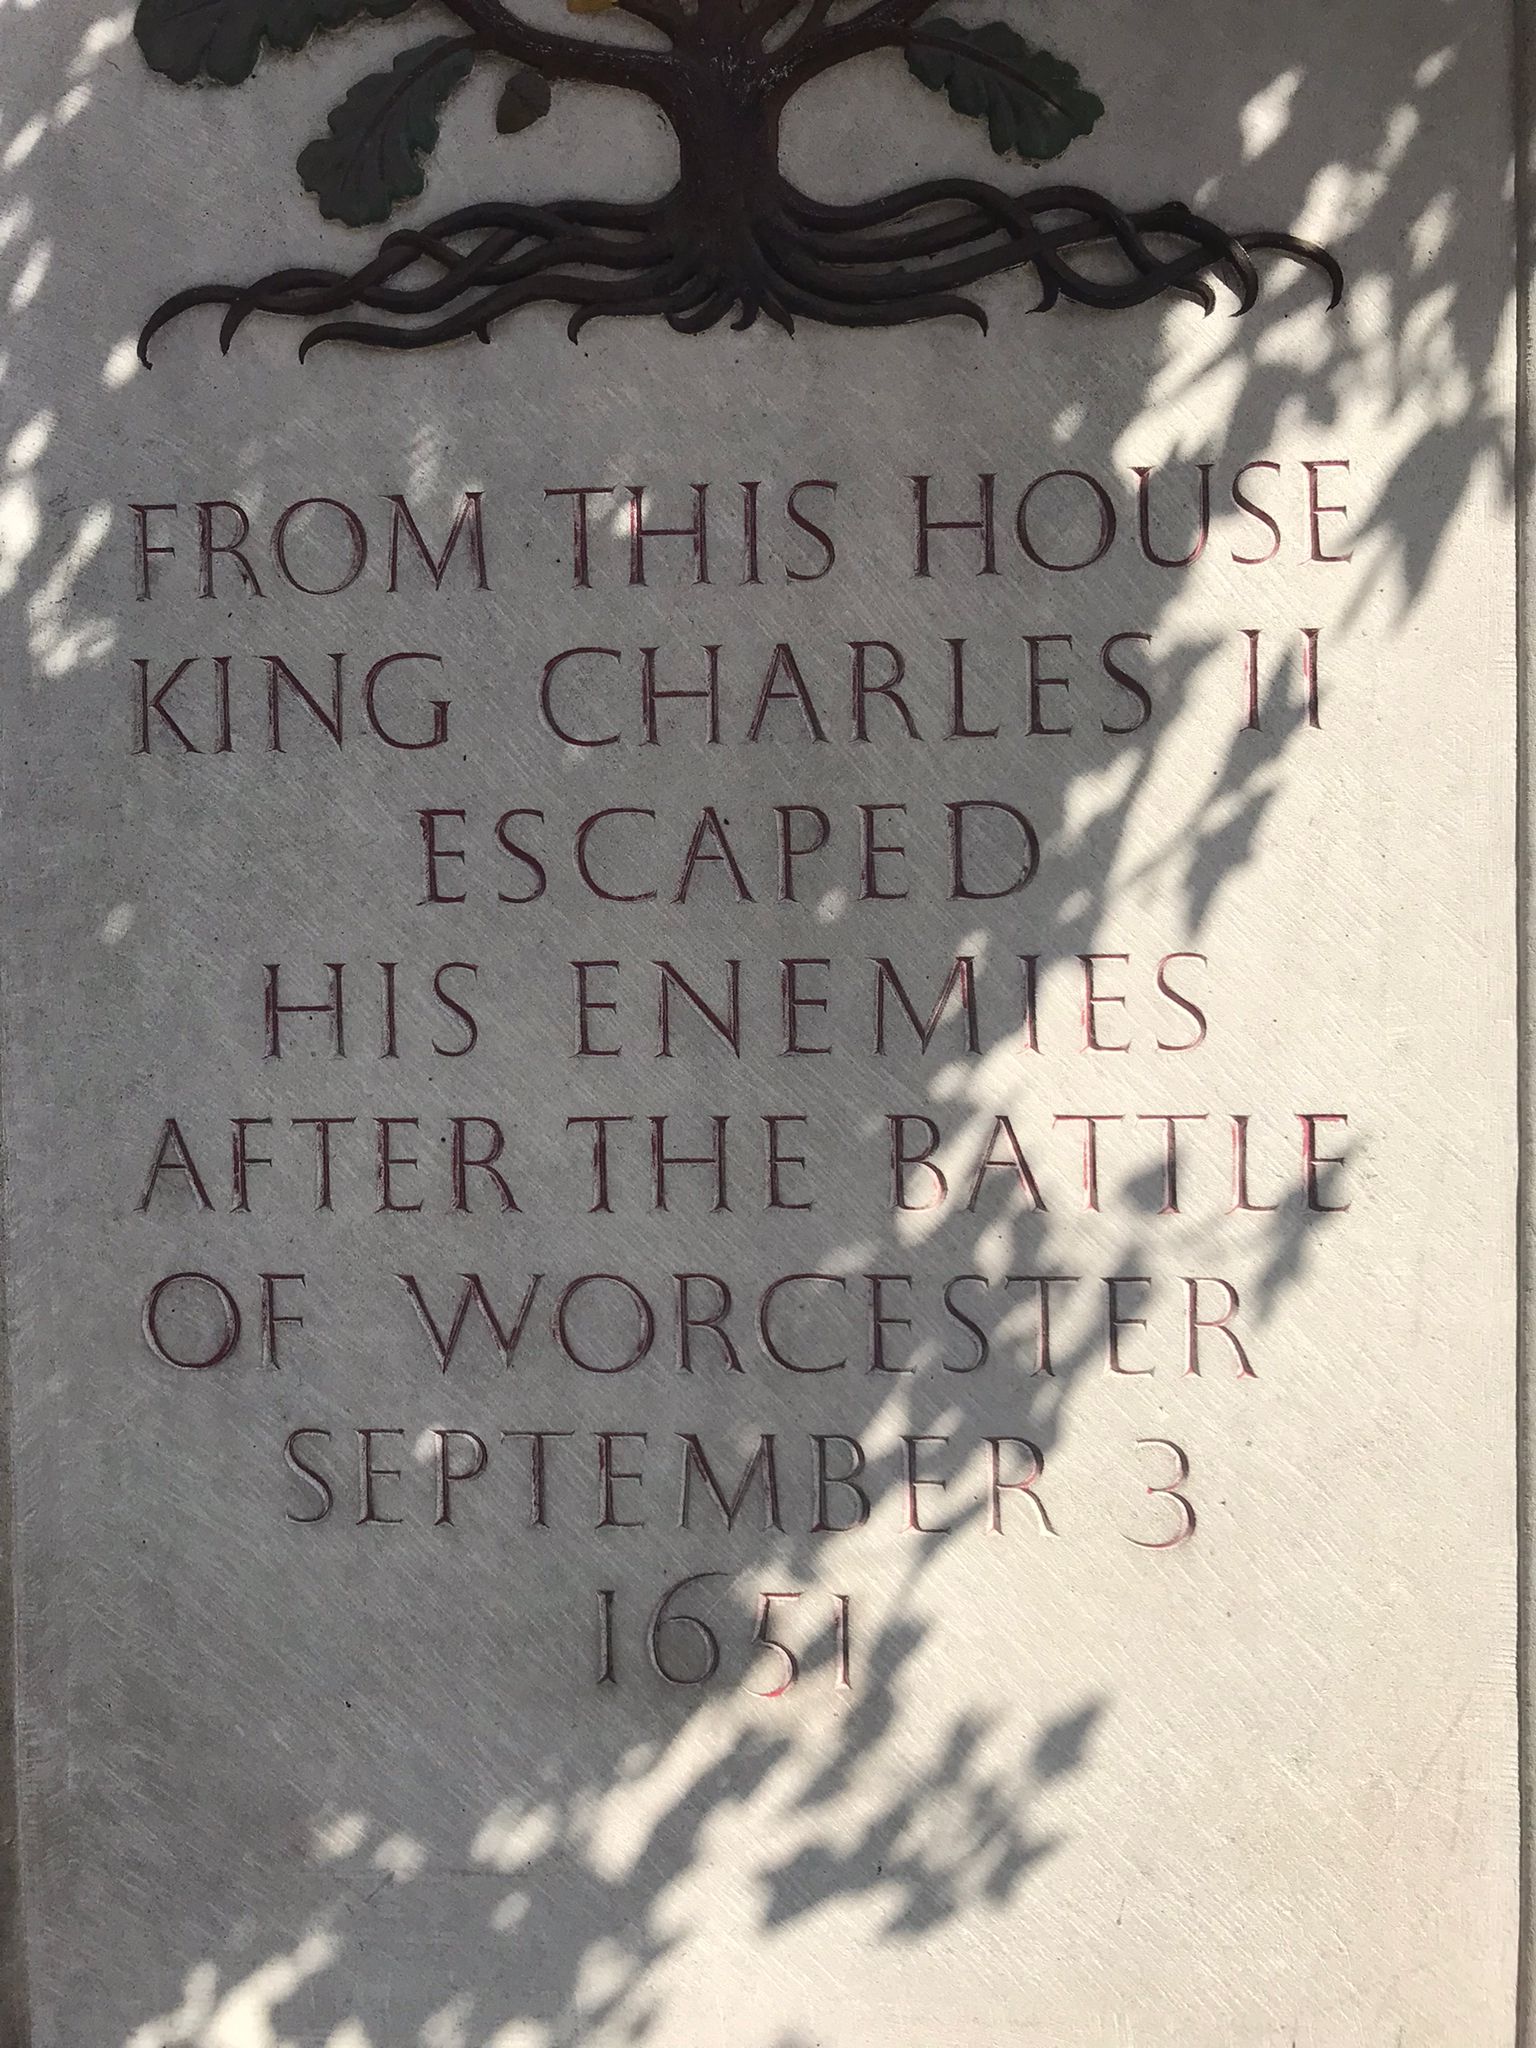 FROM THIS HOUSE
KING CHARLES II
ESCAPED
HIS ENEMIES
AFTER THE BATTLE
OF WORCESTER
SEPTEMBER 3
1651